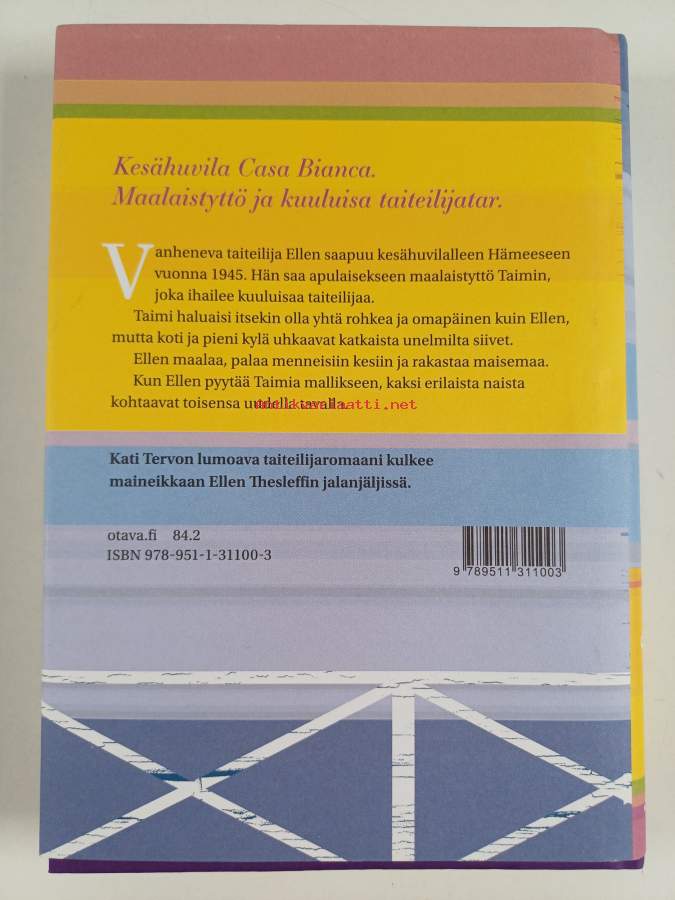 Kesähuvila Casa Bianca.
Maalaistyttö ja kuuluisa taiteilijatar.
Vanheneva taiteilija Ellen saapuu kesähuvilalleen Hämeeseen
vuonna 1945. Hän saa apulaisekseen maalaistyttö Taimin,
joka ihailee kuuluisaa taiteilijaa.
Taimi haluaisi itsekin olla yhtä rohkea ja omapäinen kuin Ellen,
mutta koti ja pieni kylä uhkaavat katkaista unelmilta siivet.
Ellen maalaa, palaa menneisiin kesiin ja rakastaa maisemaa.
Kun Ellen pyytää Taimia mallikseen, kaksi erilaista naista
kohtaavat toisensa uudella tavalla.
antikvariaatti.net
Kati Tervon lumoava taiteilijaromaani kulkee
maineikkaan Ellen Thesleffin jalanjäljissä.
otava.fi 84.2
ISBN 978-951-1-31100-3
9 789511 311003